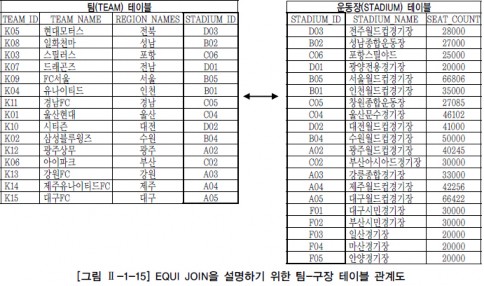 팀(TEAM) 테이블
TEAM_ID TEAM_NAME REGION_NAMES STADIUM_ID
K05 현대모터스 전북 D03
K08 일화천마 성남 B02
K03 스틸러스 포항 C06
K07 드래곤즈 전남 D01
K09 FC서울 서울 B05
K04 유나이티드 인천 B01
K11 경남FC 경남 C05
K01 울산현대 울산 C04
K10 시티즌 대전 D02
K02 삼성블루윙즈 수원 B04
K12 광주상무 광주 A02
K06 아이파크 부산 C02
K13 강원FC 강원 A03
K14 제주유나이티드FC 제주 A04
K15 대구FC 대구 A05
운동장(STADIUM) 테이블
STADIUM_ID STADIUM_NAME SEAT_COUNT
D03 전주월드컵경기장 28000
B02 성남종합운동장 27000
C06 포항스틸야드 25000
D01 광양전용경기장 20000
B05 서울월드컵경기장 66806
B01 인천월드컵경기장 35000
C05 창원종합운동장 27085
C04 울산문수경기장 46102
D02 대전월드컵경기장 41000
B04 수원월드컵경기장 50000
A02 광주월드컵경기장 40245
C02 부산아시아드경기장 30000
A03 강릉종합경기장 33000
A04 제주월드컵경기장 42256
A05 대구월드컵경기장 66422
F01 대구시민경기장 30000
F02 부산시민경기장 30000
F03 일산경기장 20000
F04 마산경기장 20000
F05 안양경기장 20000
[그림 Ⅱ-1-15] EQUI JOIN을 설명하기 위한 팀-구장 테이블 관계도